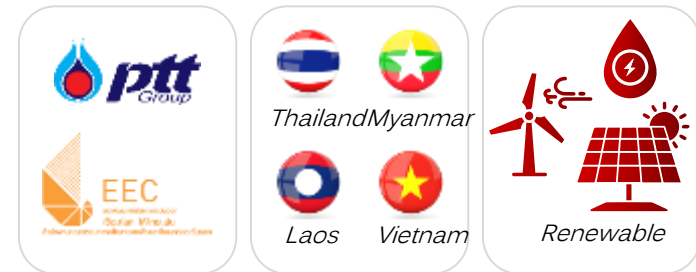 ptt
Group
EEC
Thailand
Myanmar
Laos
Vietnam
Renewable